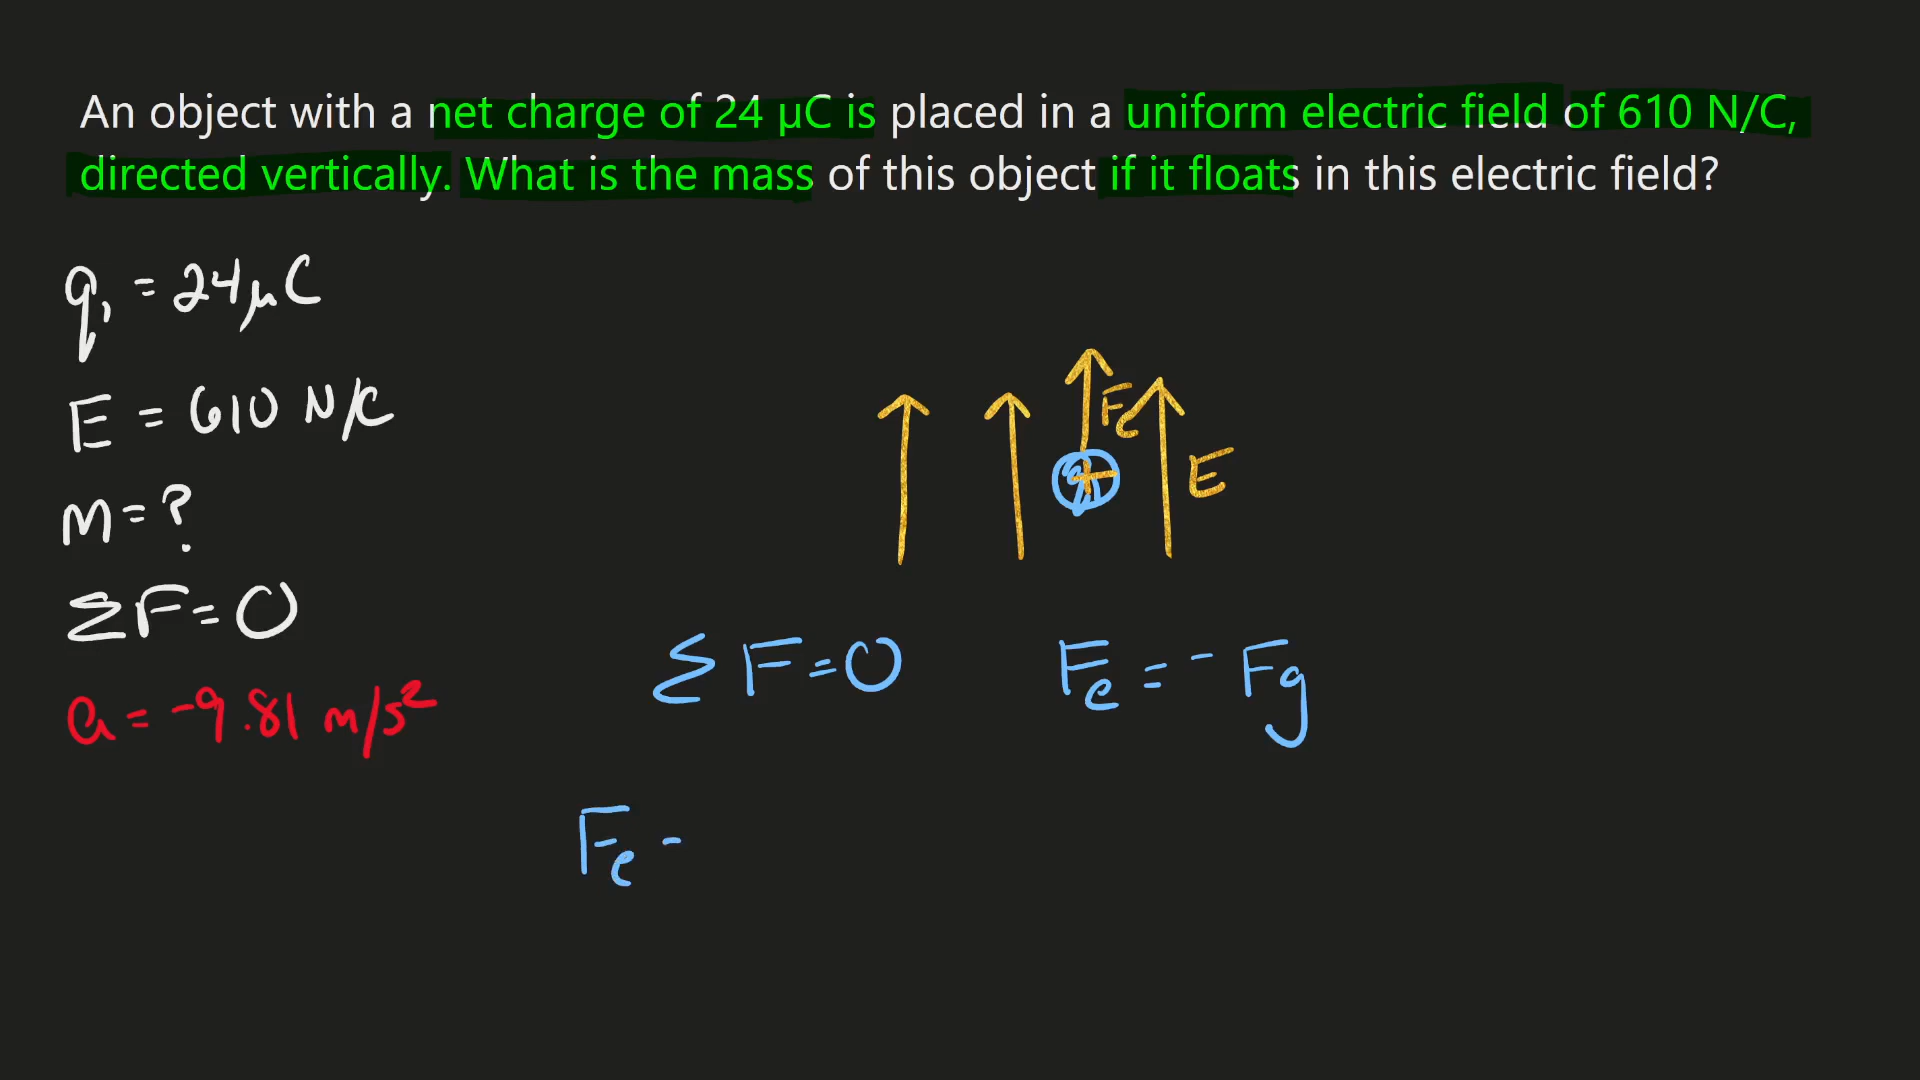 An object with a net charge of 24 µC is placed in a uniform electric field of 610 N/C,
directed vertically. What is the mass of this object if it floats in this electric field?
q₁ = 24µC
E = 610 N/C
m = ?
ΣF = 0
a = -9.81 m/s²
Fe
q
+
E
ΣF = 0
Fe = -Fg
Fe -